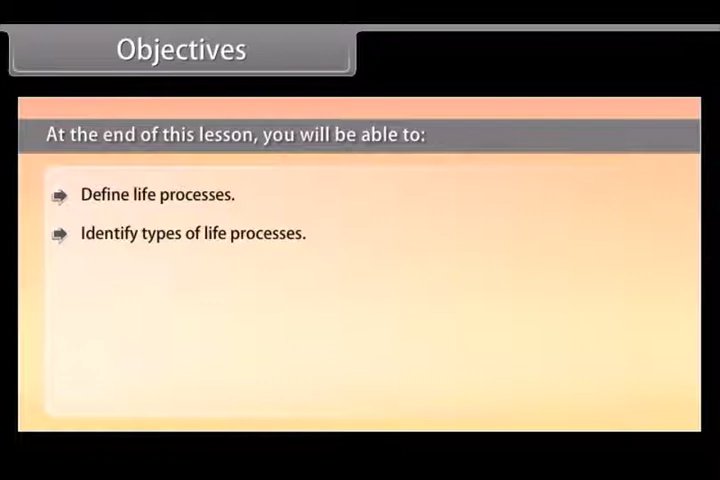 Objectives
At the end of this lesson, you will be able to:
Define life processes.
Identify types of life processes.